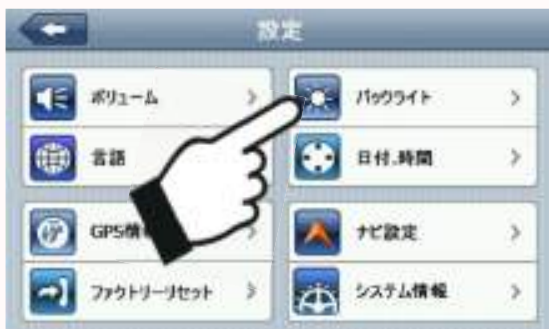 設定
ボリューム
バックライト
言語
日付,時間
GPS情
ナビ設定
ファクトリーリセット
システム情報